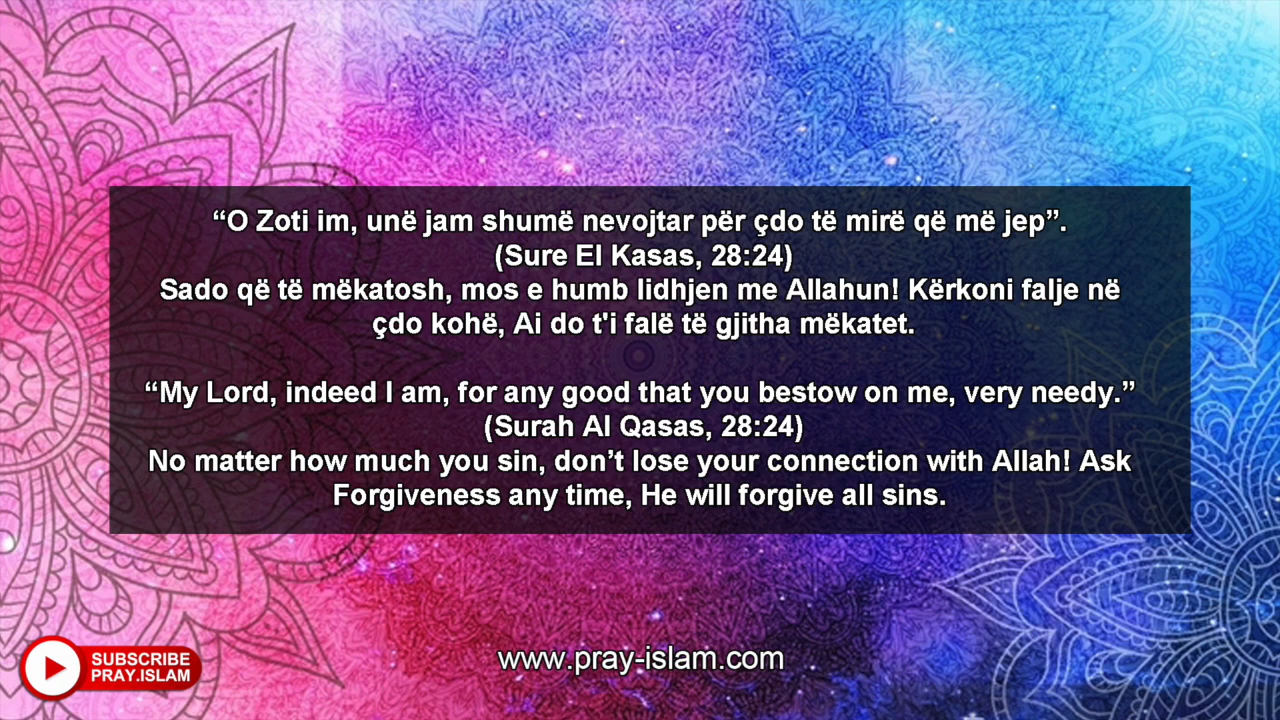 “O Zoti im, unë jam shumë nevojtar për çdo të mirë që më jep”.
(Sure El Kasas, 28:24)
Sado që të mëkatosh, mos e humb lidhjen me Allahun! Kërkoni falje në
çdo kohë, Ai do t'i falë të gjitha mëkatet.
“My Lord, indeed I am, for any good that you bestow on me, very needy.”
(Surah Al Qasas, 28:24)
No matter how much you sin, don’t lose your connection with Allah! Ask
Forgiveness any time, He will forgive all sins.
SUBSCRIBE
PRAY.ISLAM
www.pray-islam.com